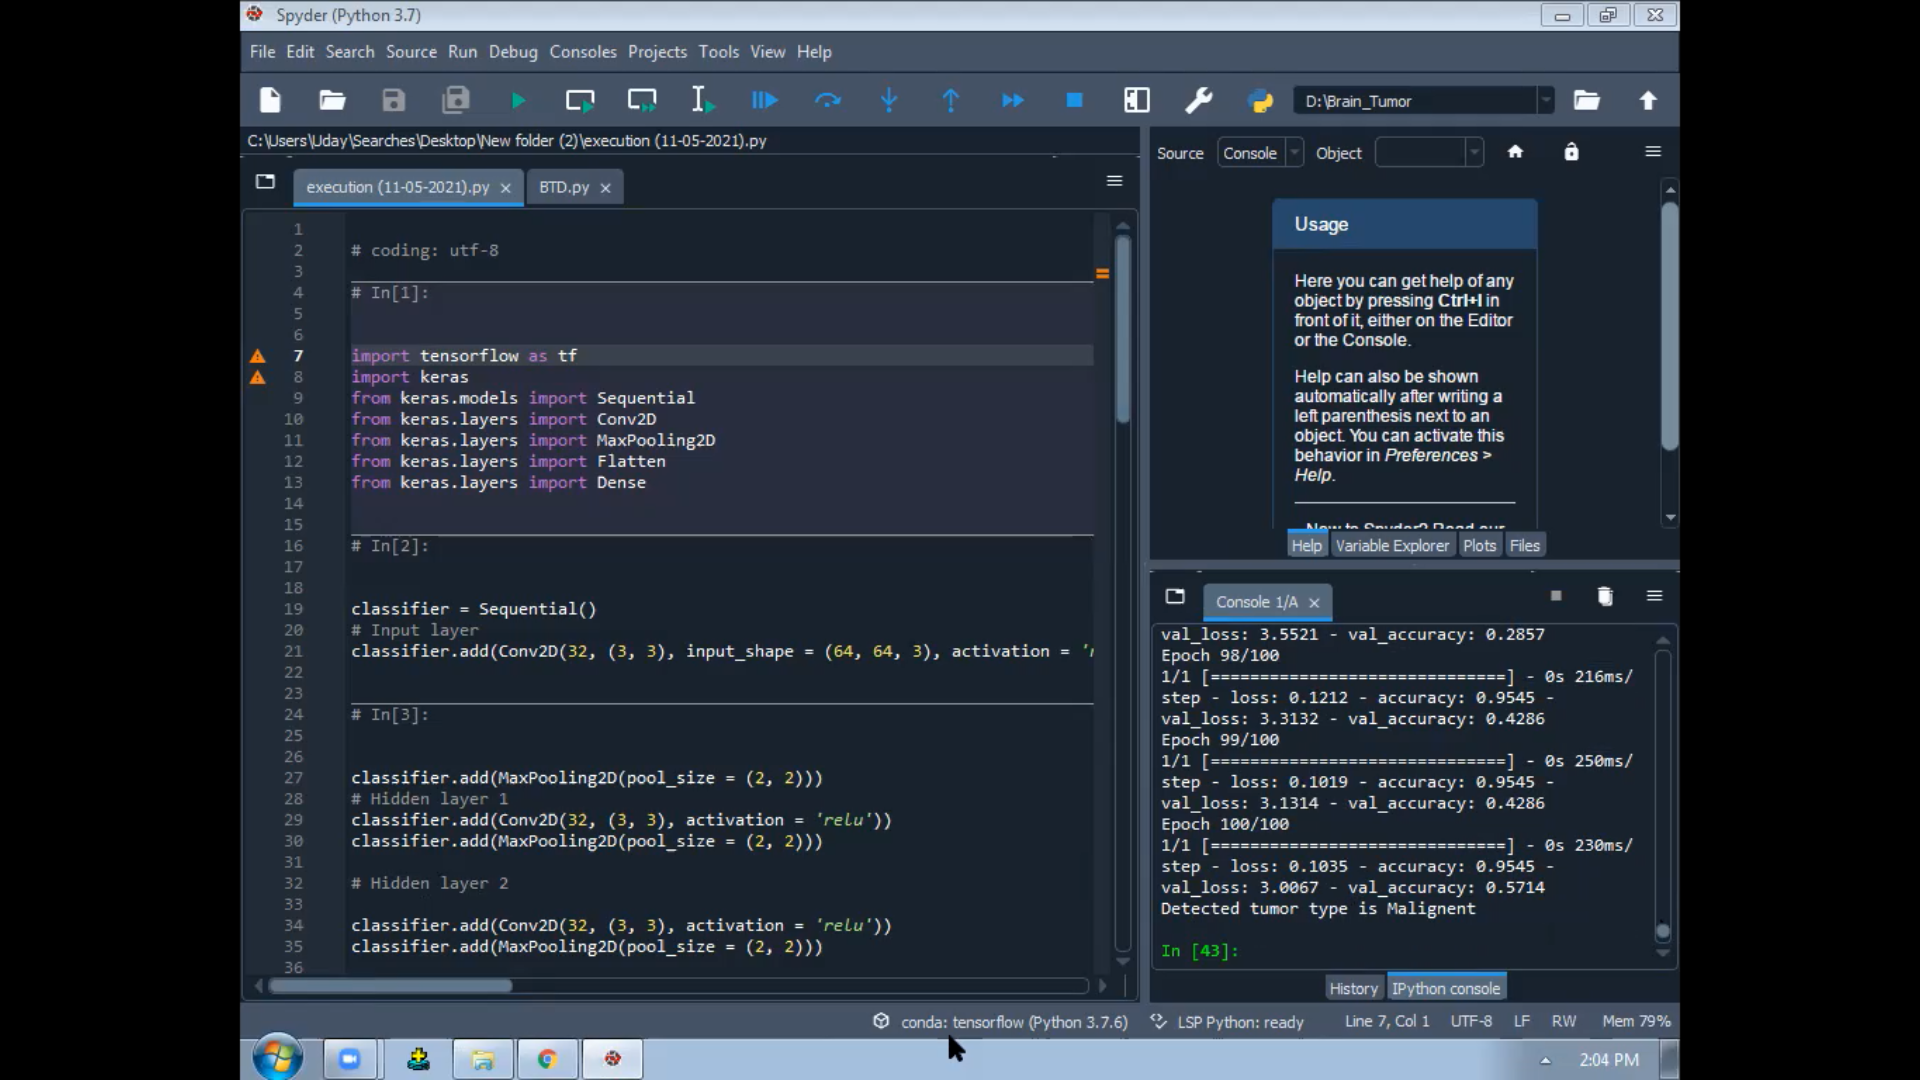 Spyder (Python 3.7)
File Edit Search Source Run Debug Consoles Projects Tools View Help
D:\Brain_Tumor
C:\Users\Uday\Searches\Desktop\New folder (2)\execution (11-05-2021).py
execution (11-05-2021).py
BTD.py
1
2 # coding: utf-8
3
4 # In[1]:
5
6
7 import tensorflow as tf
8 import keras
9 from keras.models import Sequential
10 from keras.layers import Conv2D
11 from keras.layers import MaxPooling2D
12 from keras.layers import Flatten
13 from keras.layers import Dense
14
15
16 # In[2]:
17
18
19 classifier = Sequential()
20 # Input layer
21 classifier.add(Conv2D(32, (3, 3), input_shape = (64, 64, 3), activation = '
22
23
24 # In[3]:
25
26
27 classifier.add(MaxPooling2D(pool_size = (2, 2)))
28 # Hidden layer 1
29 classifier.add(Conv2D(32, (3, 3), activation = 'relu'))
30 classifier.add(MaxPooling2D(pool_size = (2, 2)))
31
32 # Hidden layer 2
33
34 classifier.add(Conv2D(32, (3, 3), activation = 'relu'))
35 classifier.add(MaxPooling2D(pool_size = (2, 2)))
36
Source Console Object
Usage
Here you can get help of any
object by pressing Ctrl+I in
front of it, either on the Editor
or the Console.
Help can also be shown
automatically after writing a
left parenthesis next to an
object. You can activate this
behavior in Preferences >
Help.
New to Spyder? Read our
Help Variable Explorer Plots Files
Console 1/A
val_loss: 3.5521 - val_accuracy: 0.2857
Epoch 98/100
1/1 [==============================] - 0s 216ms/
step - loss: 0.1212 - accuracy: 0.9545 -
val_loss: 3.3132 - val_accuracy: 0.4286
Epoch 99/100
1/1 [==============================] - 0s 250ms/
step - loss: 0.1019 - accuracy: 0.9545 -
val_loss: 3.1314 - val_accuracy: 0.4286
Epoch 100/100
1/1 [==============================] - 0s 230ms/
step - loss: 0.1035 - accuracy: 0.9545 -
val_loss: 3.0067 - val_accuracy: 0.5714
Detected tumor type is Malignent
In [43]:
History IPython console
conda: tensorflow (Python 3.7.6) LSP Python: ready Line 7, Col 1 UTF-8 LF RW Mem 79%
2:04 PM